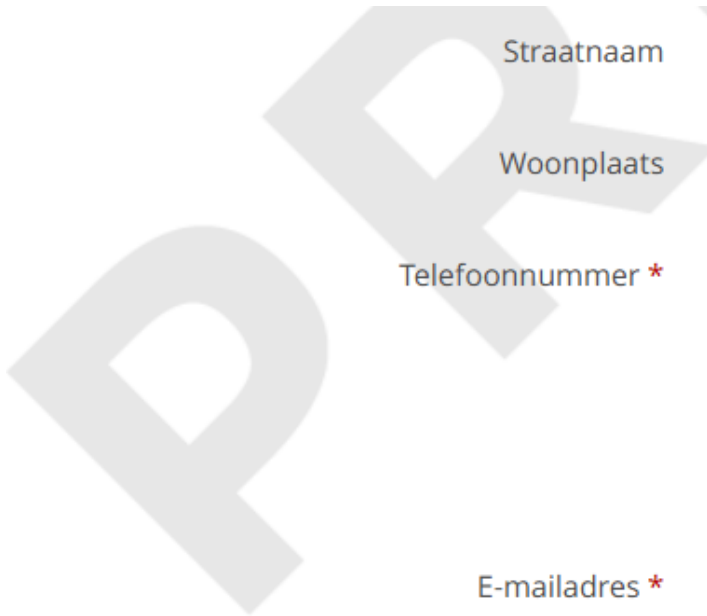 Straatnaam
Woonplaats
Telefoonnummer *
E-mailadres *
PR